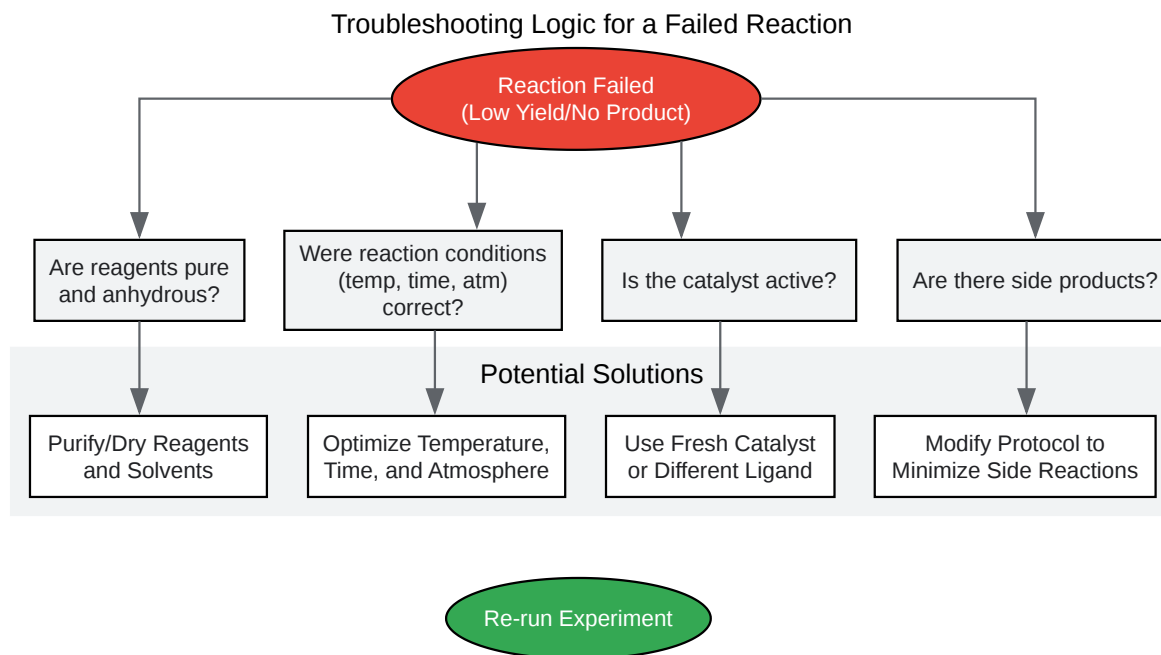 Troubleshooting Logic for a Failed Reaction
Reaction Failed
(Low Yield/No Product)
Are reagents pure
and anhydrous?
Were reaction conditions
(temp, time, atm)
correct?
Is the catalyst active?
Are there side products?
Potential Solutions
Purify/Dry Reagents
and Solvents
Optimize Temperature,
Time, and Atmosphere
Use Fresh Catalyst
or Different Ligand
Modify Protocol to
Minimize Side Reactions
Re-run Experiment